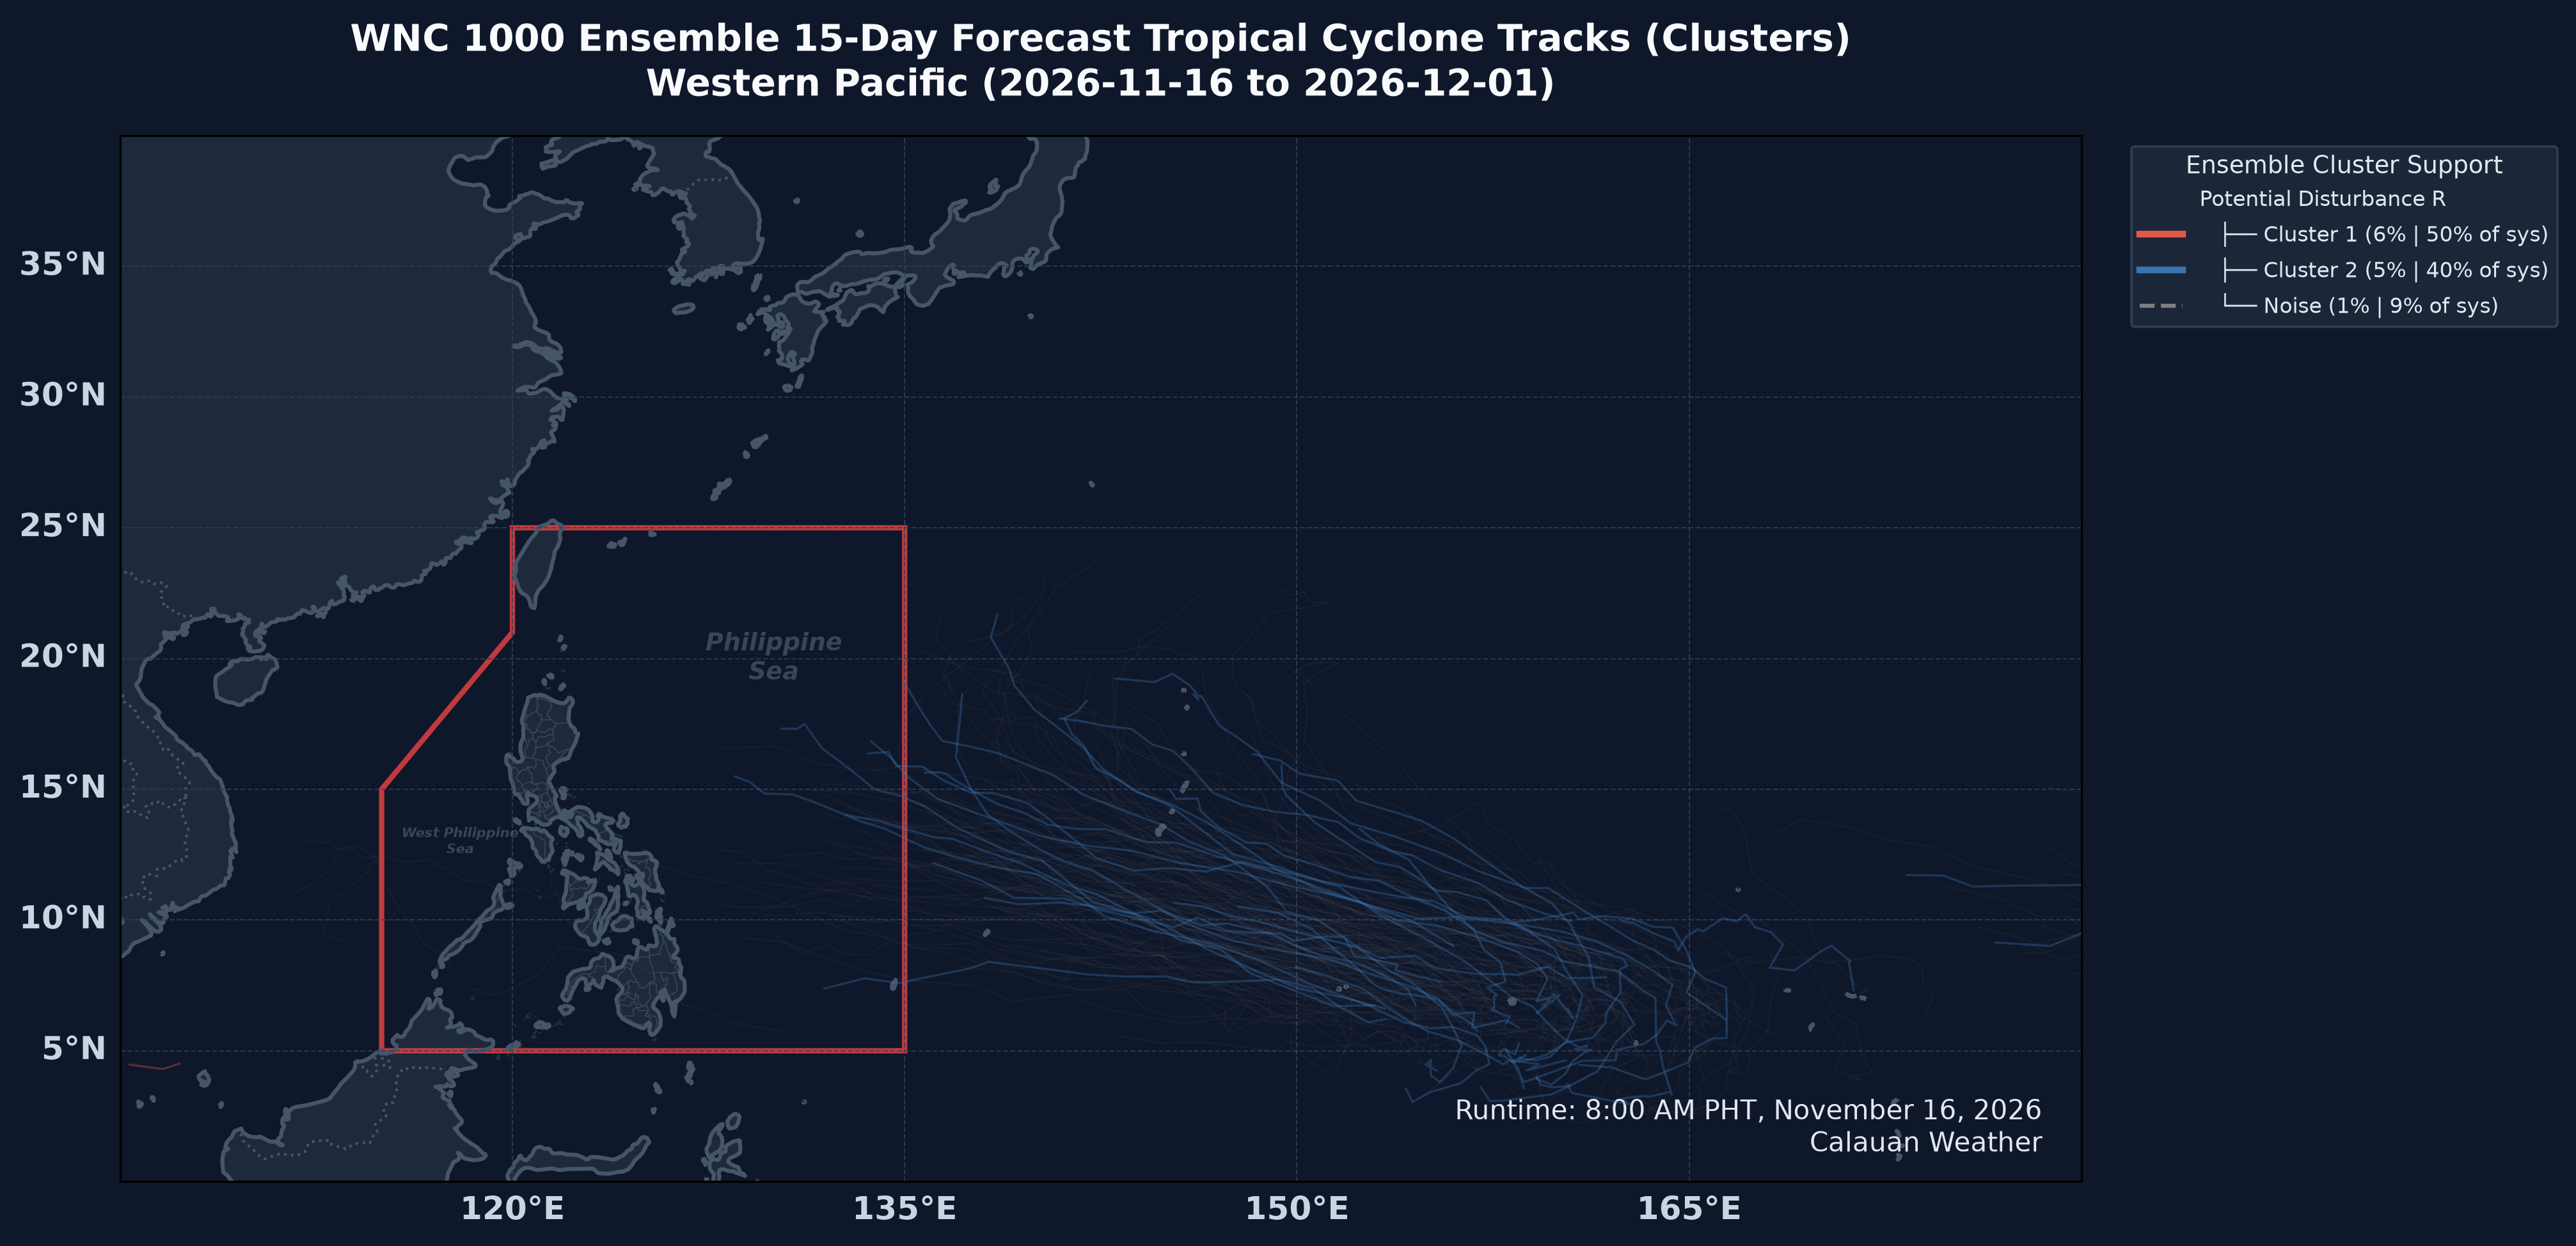 WNC 1000 Ensemble 15-Day Forecast Tropical Cyclone Tracks (Clusters)
Western Pacific (2026-11-16 to 2026-12-01)
Ensemble Cluster Support
Potential Disturbance R
Cluster 1 (6% | 50% of sys)
Cluster 2 (5% | 40% of sys)
Noise (1% | 9% of sys)
35°N
30°N
25°N
20°N
15°N
10°N
5°N
Philippine
Sea
West Philippine
Sea
Runtime: 8:00 AM PHT, November 16, 2026
Calauan Weather
120°E
135°E
150°E
165°E